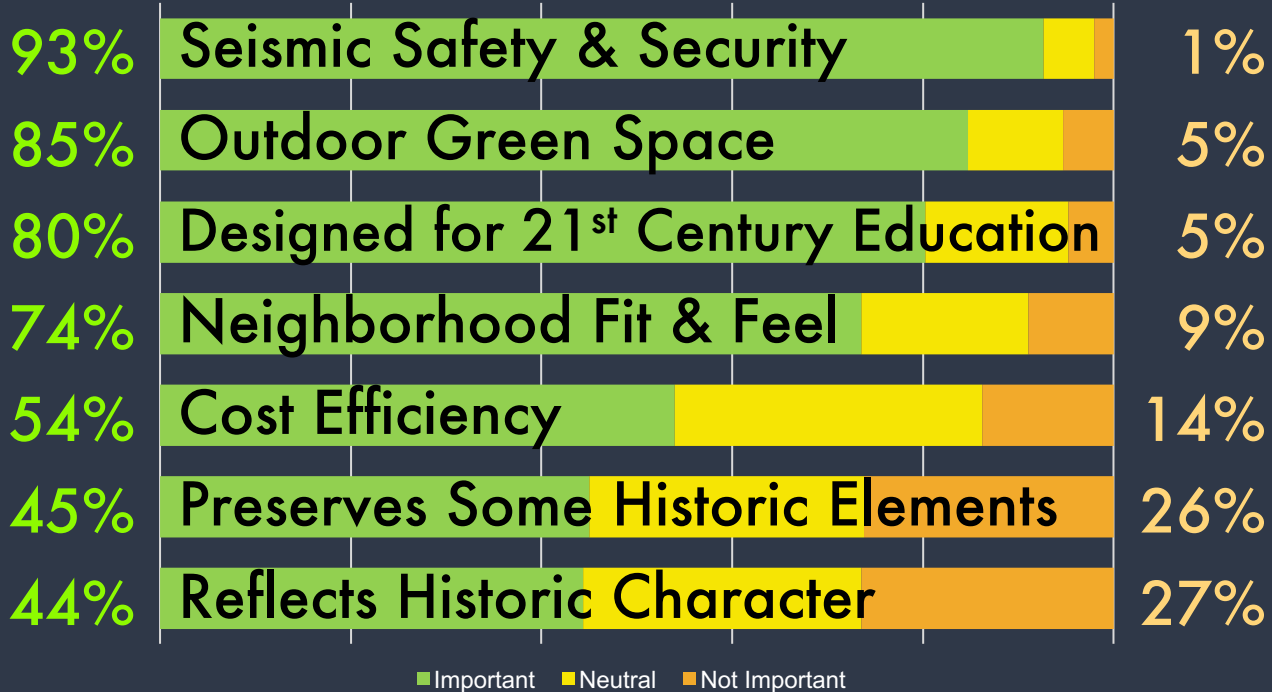 93% Seismic Safety & Security 1%
85% Outdoor Green Space 5%
80% Designed for 21st Century Education 5%
74% Neighborhood Fit & Feel 9%
54% Cost Efficiency 14%
45% Preserves Some Historic Elements 26%
44% Reflects Historic Character 27%
Important Neutral Not Important